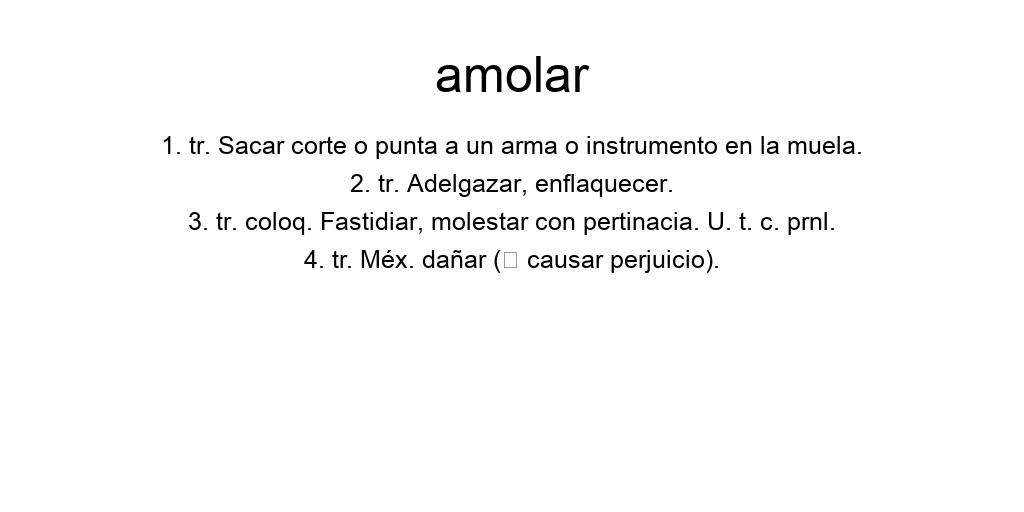 amolar
1. tr. Sacar corte o punta a un arma o instrumento en la muela.
2. tr. Adelgazar, enflaquecer.
3. tr. coloq. Fastidiar, molestar con pertinacia. U. t. c. prnl.
4. tr. Méx. dañar (▯ causar perjuicio).